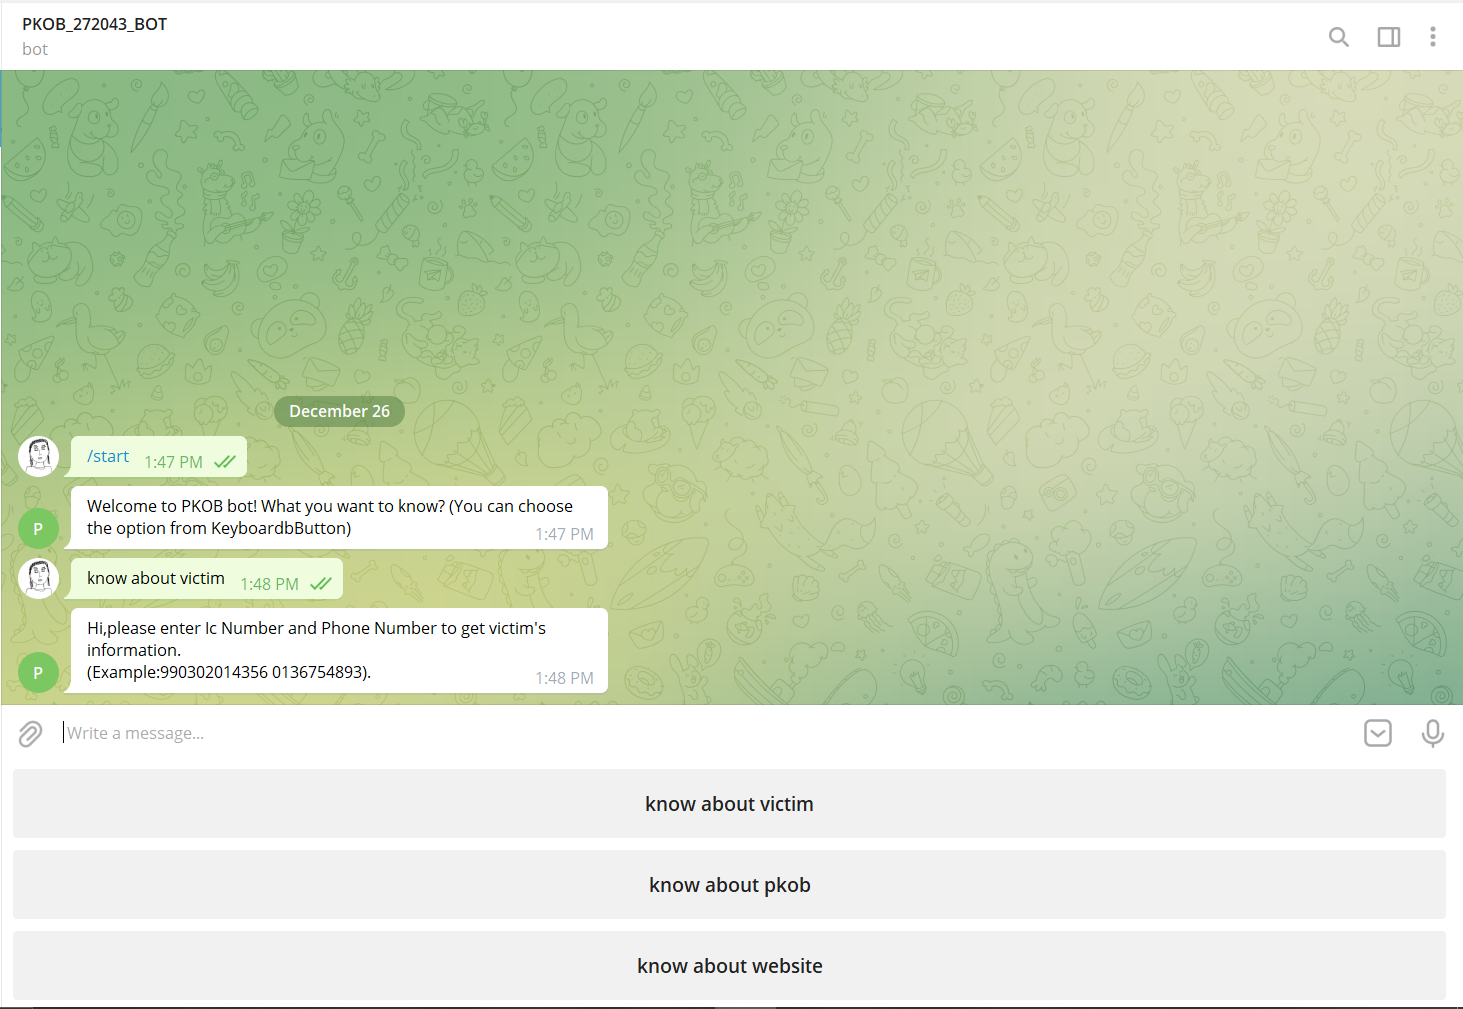 PKOB_272043_BOT
bot
December 26
/start 1:47 PM
Welcome to PKOB bot! What you want to know? (You can choose
the option from KeyboardbButton) 1:47 PM
know about victim 1:48 PM
Hi,please enter Ic Number and Phone Number to get victim's
information.
(Example:990302014356 0136754893). 1:48 PM
P
P
Write a message...
know about victim
know about pkob
know about website